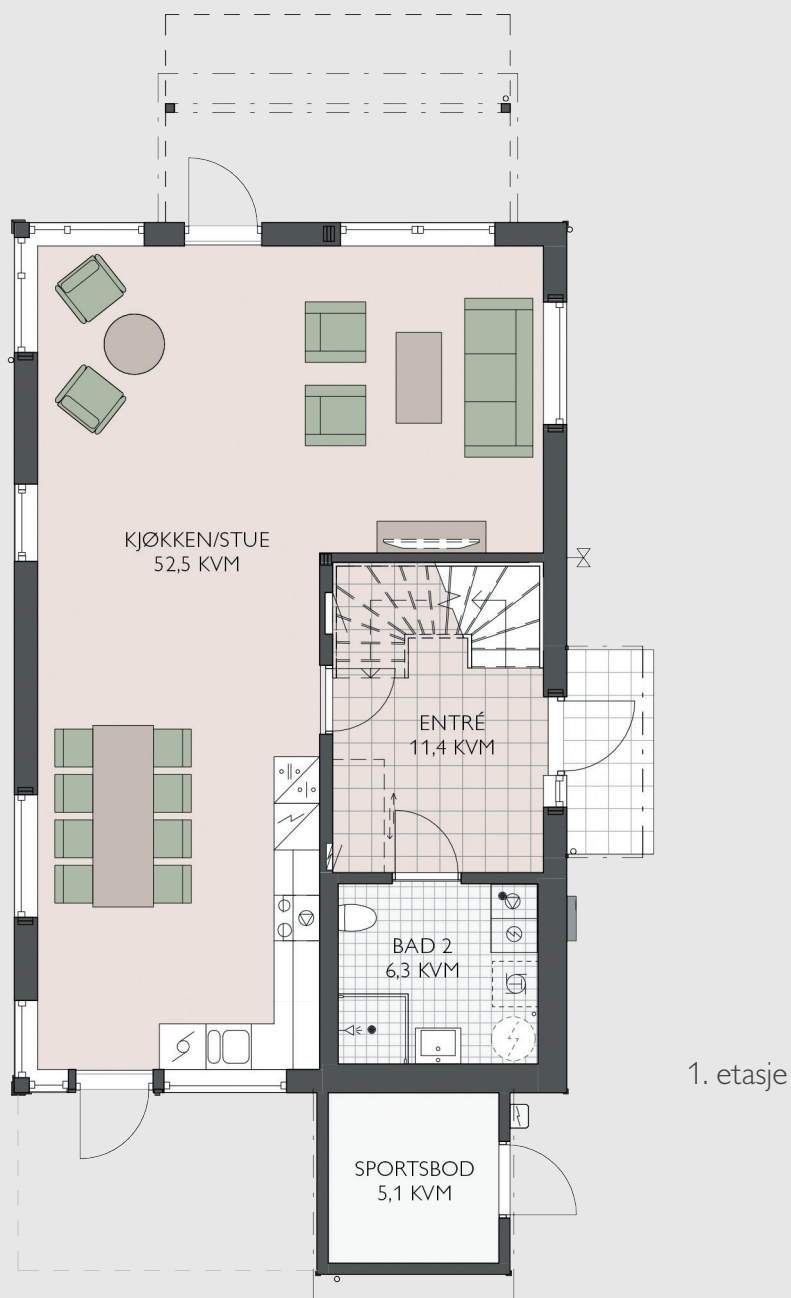 KJØKKEN/STUE
52,5 KVM
ENTRÉ
11,4 KVM
BAD 2
6,3 KVM
1. etasje
SPORTSBOD
5,1 KVM